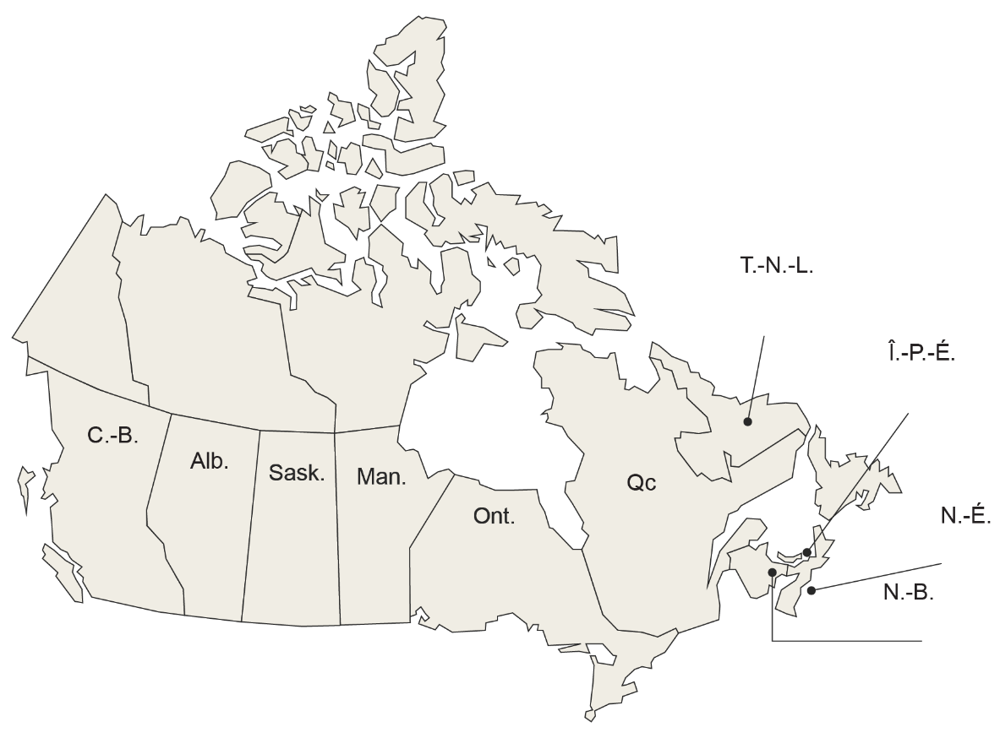 T.-N.-L.
Î.-P.-É.
C.-B.
Alb.
Sask.
Man.
Qc
Ont.
N.-É.
N.-B.